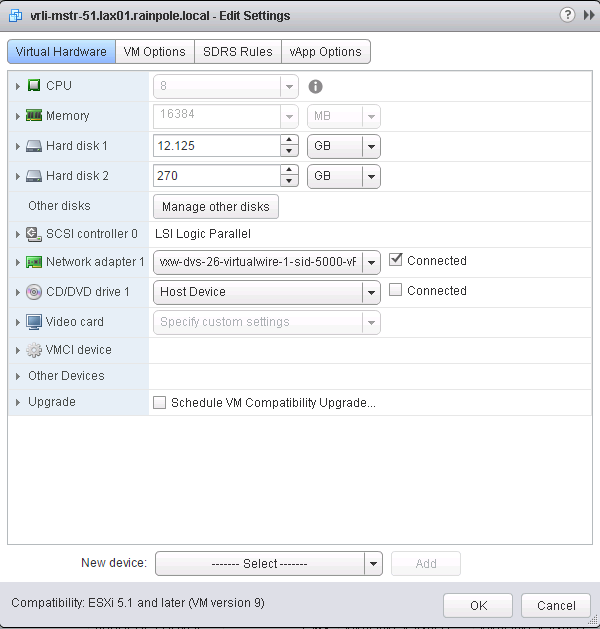 vrli-mstr-51.lax01.rainpole.local - Edit Settings
Virtual Hardware VM Options SDRS Rules vApp Options
CPU 8
Memory 16384 MB
Hard disk 1 12.125 GB
Hard disk 2 270 GB
Other disks Manage other disks
SCSI controller 0 LSI Logic Parallel
Network adapter 1 vxw-dvs-26-virtualwire-1-sid-5000-vR Connected
CD/DVD drive 1 Host Device Connected
Video card Specify custom settings
VMCI device
Other Devices
Upgrade Schedule VM Compatibility Upgrade...
New device: ------- Select ------- Add
Compatibility: ESXi 5.1 and later (VM version 9) OK Cancel